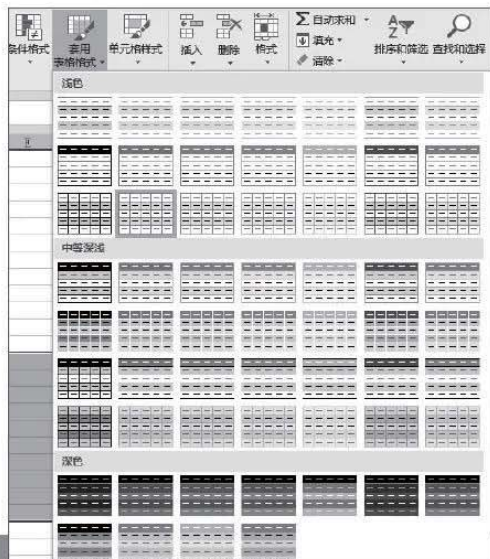 条件格式
套用
表格格式
单元格样式
插入
删除
格式
Σ 自动求和
填充
清除
排序和筛选
查找和选择
浅色
中等深浅
深色